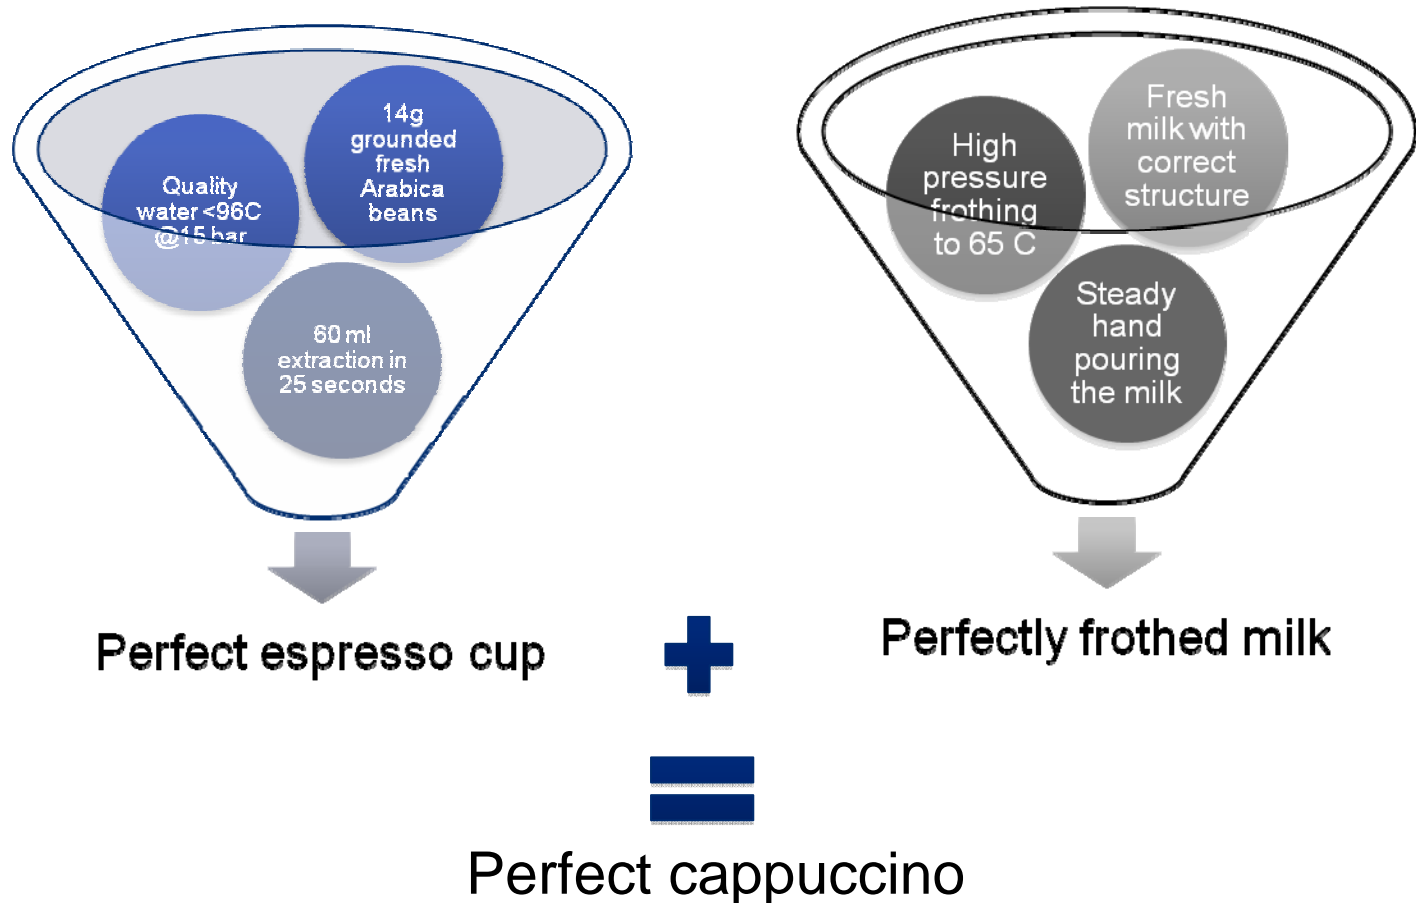 14g
grounded
fresh
Arabica
beans
Quality
water <96C
@15 bar
60 ml
extraction in
25 seconds
Perfect espresso cup
Fresh
milk with
correct
structure
High
pressure
frothing
to 65 C
Steady
hand
pouring
the milk
Perfectly frothed milk
+
=
Perfect cappuccino